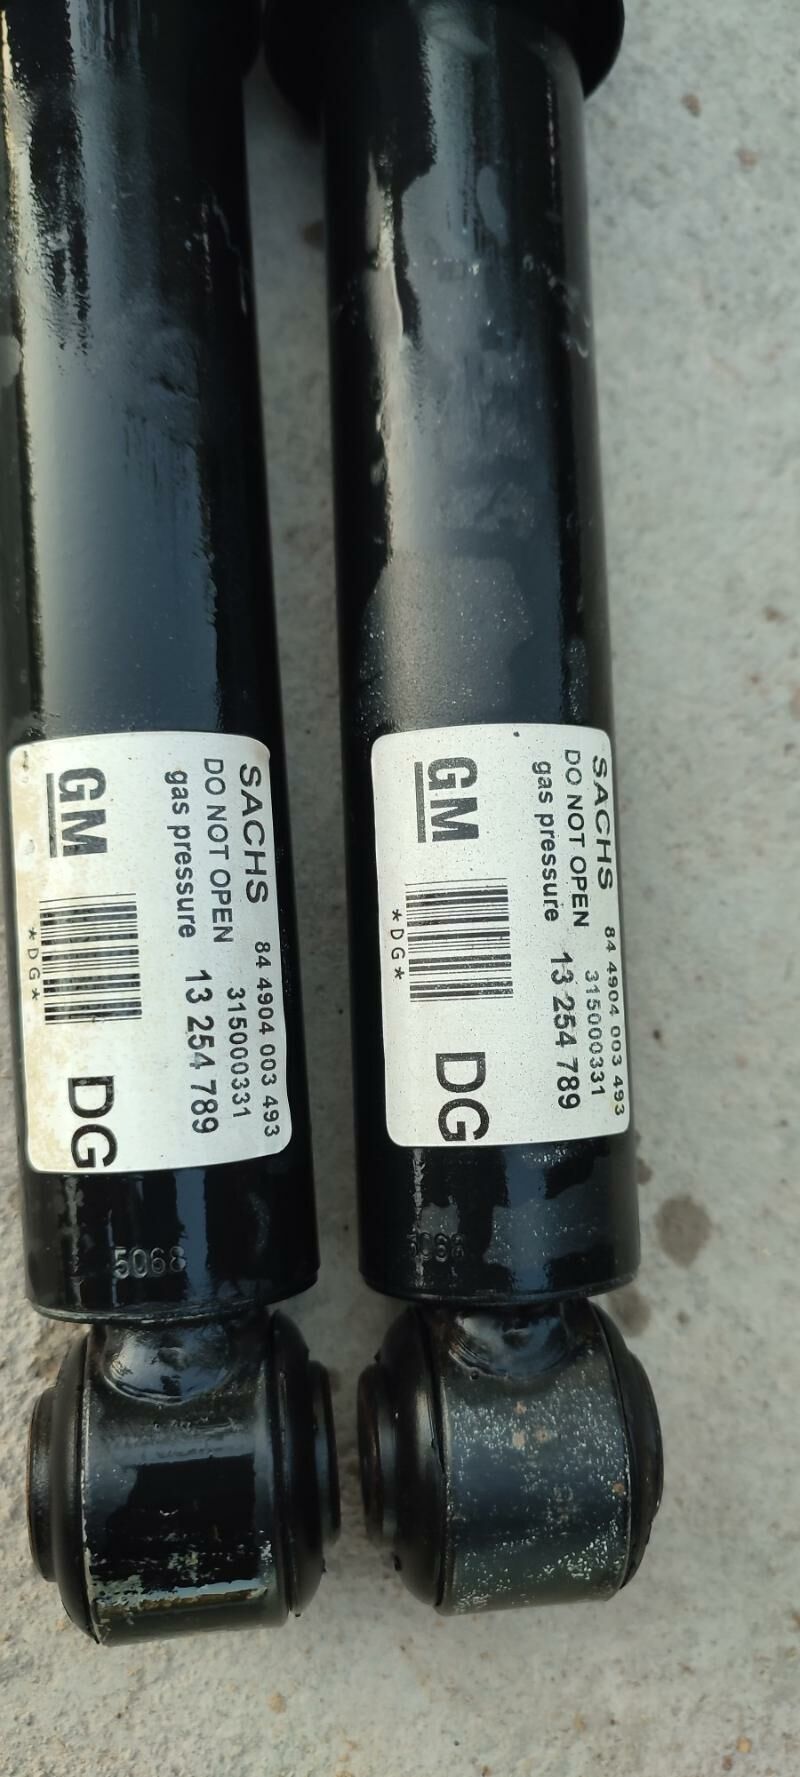 SACHS 84 4904 003 493
DO NOT OPEN 315000331
gas pressure 13 254 789
GM *DG* DG
5068
SACHS 84 4904 003 493
DO NOT OPEN 315000331
gas pressure 13 254 789
GM *DG* DG
5068